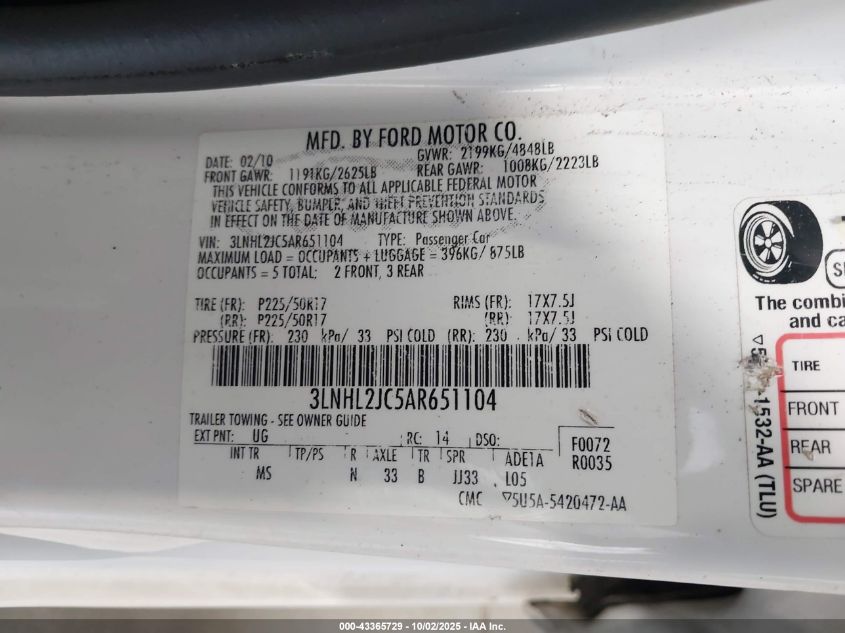 MFD. BY FORD MOTOR CO.
DATE: 02/10 GVWR: 2199KG/4848LB
FRONT GAWR: 1191KG/2625LB REAR GAWR: 1008KG/2223LB
THIS VEHICLE CONFORMS TO ALL APPLICABLE FEDERAL MOTOR
VEHICLE SAFETY, BUMPER, AND THEFT PREVENTION STANDARDS
IN EFFECT ON THE DATE OF MANUFACTURE SHOWN ABOVE.
VIN: 3LNHL2JC5AR651104 TYPE: Passenger Car
MAXIMUM LOAD = OCCUPANTS + LUGGAGE = 396KG/ 875LB
OCCUPANTS = 5 TOTAL: 2 FRONT, 3 REAR
TIRE (FR): P225/50R17 RIMS (FR): 17X7.5J
(RR): P225/50R17 (RR): 17X7.5J
PRESSURE (FR): 230 kPa/ 33 PSI COLD (RR): 230 kPa/ 33 PSI COLD
3LNHL2JC5AR651104
TRAILER TOWING - SEE OWNER GUIDE
EXT PNT: UG RC: 14 DSO: F0072
INT TR TP/PS R AXLE TR SPR ADE1A R0035
MS N 33 B JJ33 L05
CMC ▽5U5A-5420472-AA
The combi
and ca
TIRE
FRONT
REAR
SPARE
1532-AA (TLU)
000-43365729 - 10/02/2025 - IAA Inc.